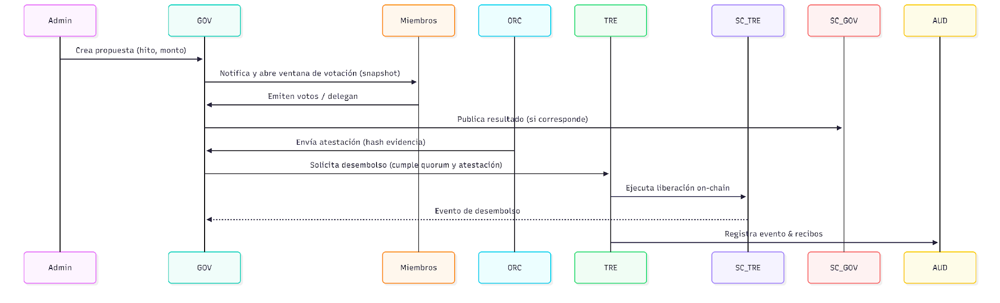 Admin
GOV
Miembros
ORC
TRE
SC_TRE
SC_GOV
AUD
Crea propuesta (hito, monto)
Notifica y abre ventana de votación (snapshot)
Emiten votos / delegan
Publica resultado (si corresponde)
Envía atestación (hash evidencia)
Solicita desembolso (cumple quorum y atestación)
Ejecuta liberación on-chain
Evento de desembolso
Registra evento & recibos
Admin
GOV
Miembros
ORC
TRE
SC_TRE
SC_GOV
AUD